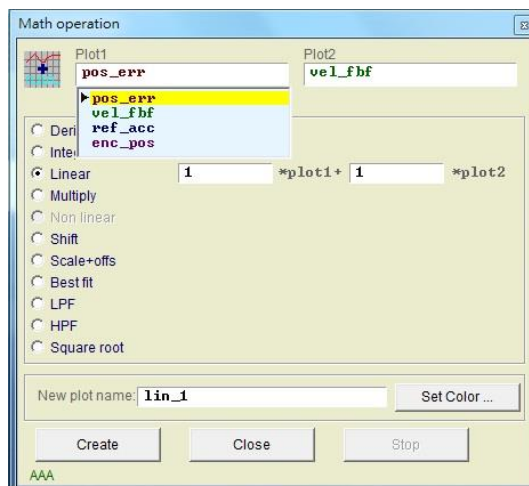 Math operation
Plot1
Plot2
pos_err
vel_fbf
pos_err
vel_fbf
ref_acc
enc_pos
Deri
Inte
Linear
1 *plot1+ 1 *plot2
Multiply
Non linear
Shift
Scale+offs
Best fit
LPF
HPF
Square root
New plot name: lin_1
Set Color ...
Create
Close
Stop
AAA